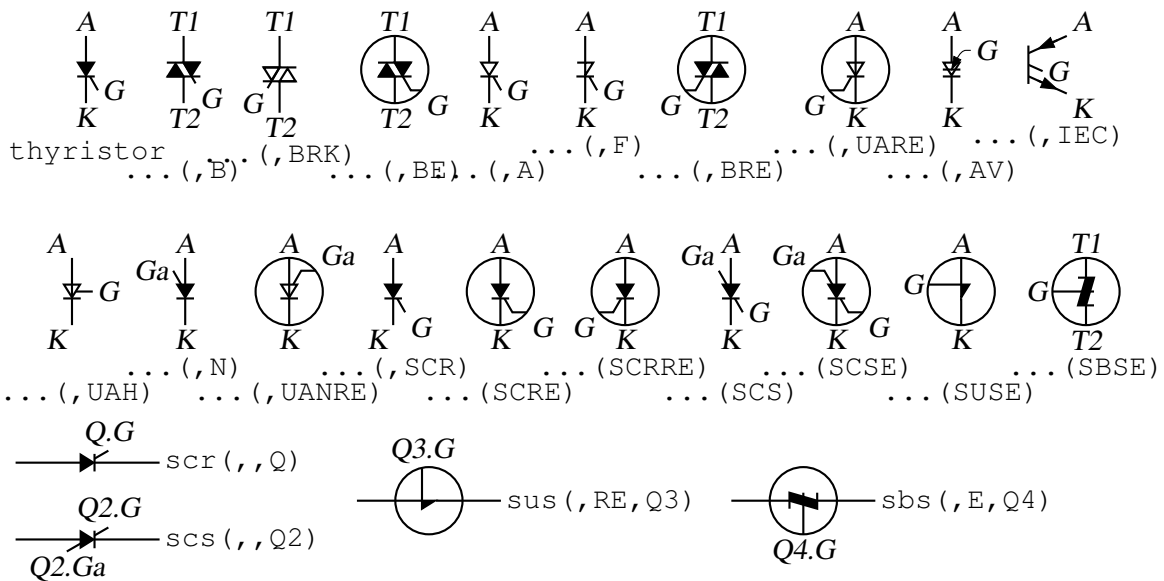 A T1 T1 T1 A A T1 A A A
G G G G G G G G G G
K T2 T2 T2 K K T2 K K K
thyristor ...(,BRK) ...(,F) ...(,UARE) ...(,IEC)
...(,B) ...(,BE) ...(,A) ...(,BRE) ...(,AV)
A A A A A A A A A T1
G Ga Ga G G G Ga Ga G G G
K K K K K K K K K T2
...(,N) ...(,SCR) ...(SCRRE) ...(SCSE) ...(SBSE)
...(,UAH) ...(,UANRE) ...(SCRE) ...(SCS) ...(SUSE)
Q.G
scr(,,Q)
Q2.G
scs(,,Q2)
Q2.Ga
Q3.G
sus(,RE,Q3)
sbs(,E,Q4)
Q4.G